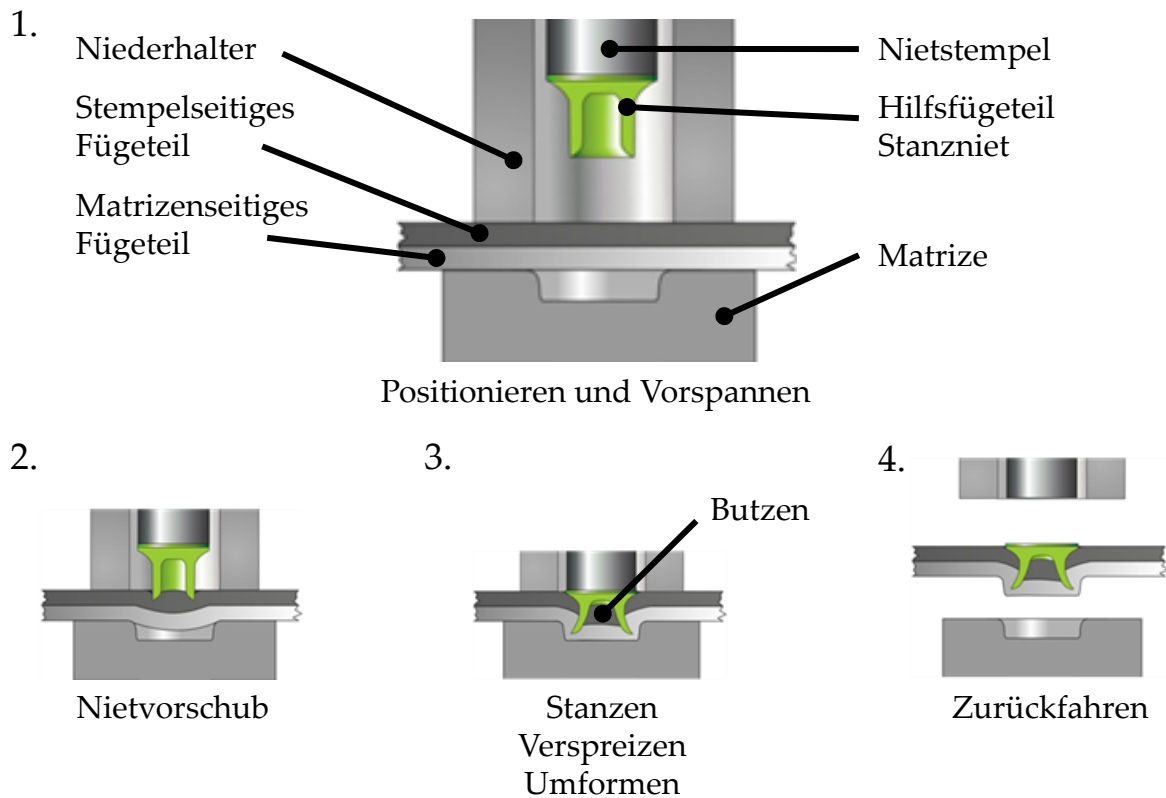 1.
Niederhalter
Stempelseitiges
Fügeteil
Matrizenseitiges
Fügeteil
Nietstempel
Hilfsfügeteil
Stanzniet
Matrize
Positionieren und Vorspannen
2.
Nietvorschub
3.
Butzen
Stanzen
Verspreizen
Umformen
4.
Zurückfahren